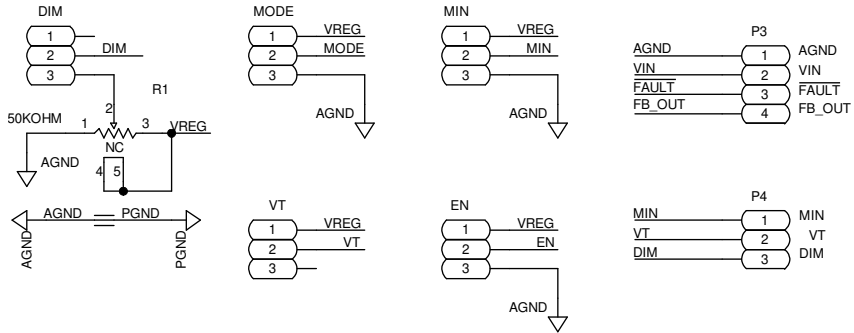 DIM
1
2 DIM
3
R1
2
50KOHM
1 3 VREG
NC
4 5
AGND
AGND PGND
AGND PGND
MODE
1 VREG
2 MODE
3
AGND
MIN
1 VREG
2 MIN
3
AGND
P3
AGND 1 AGND
VIN 2 VIN
FAULT 3 FAULT
FB_OUT 4 FB_OUT
VT
1 VREG
2 VT
3
EN
1 VREG
2 EN
3
AGND
P4
MIN 1 MIN
VT 2 VT
DIM 3 DIM